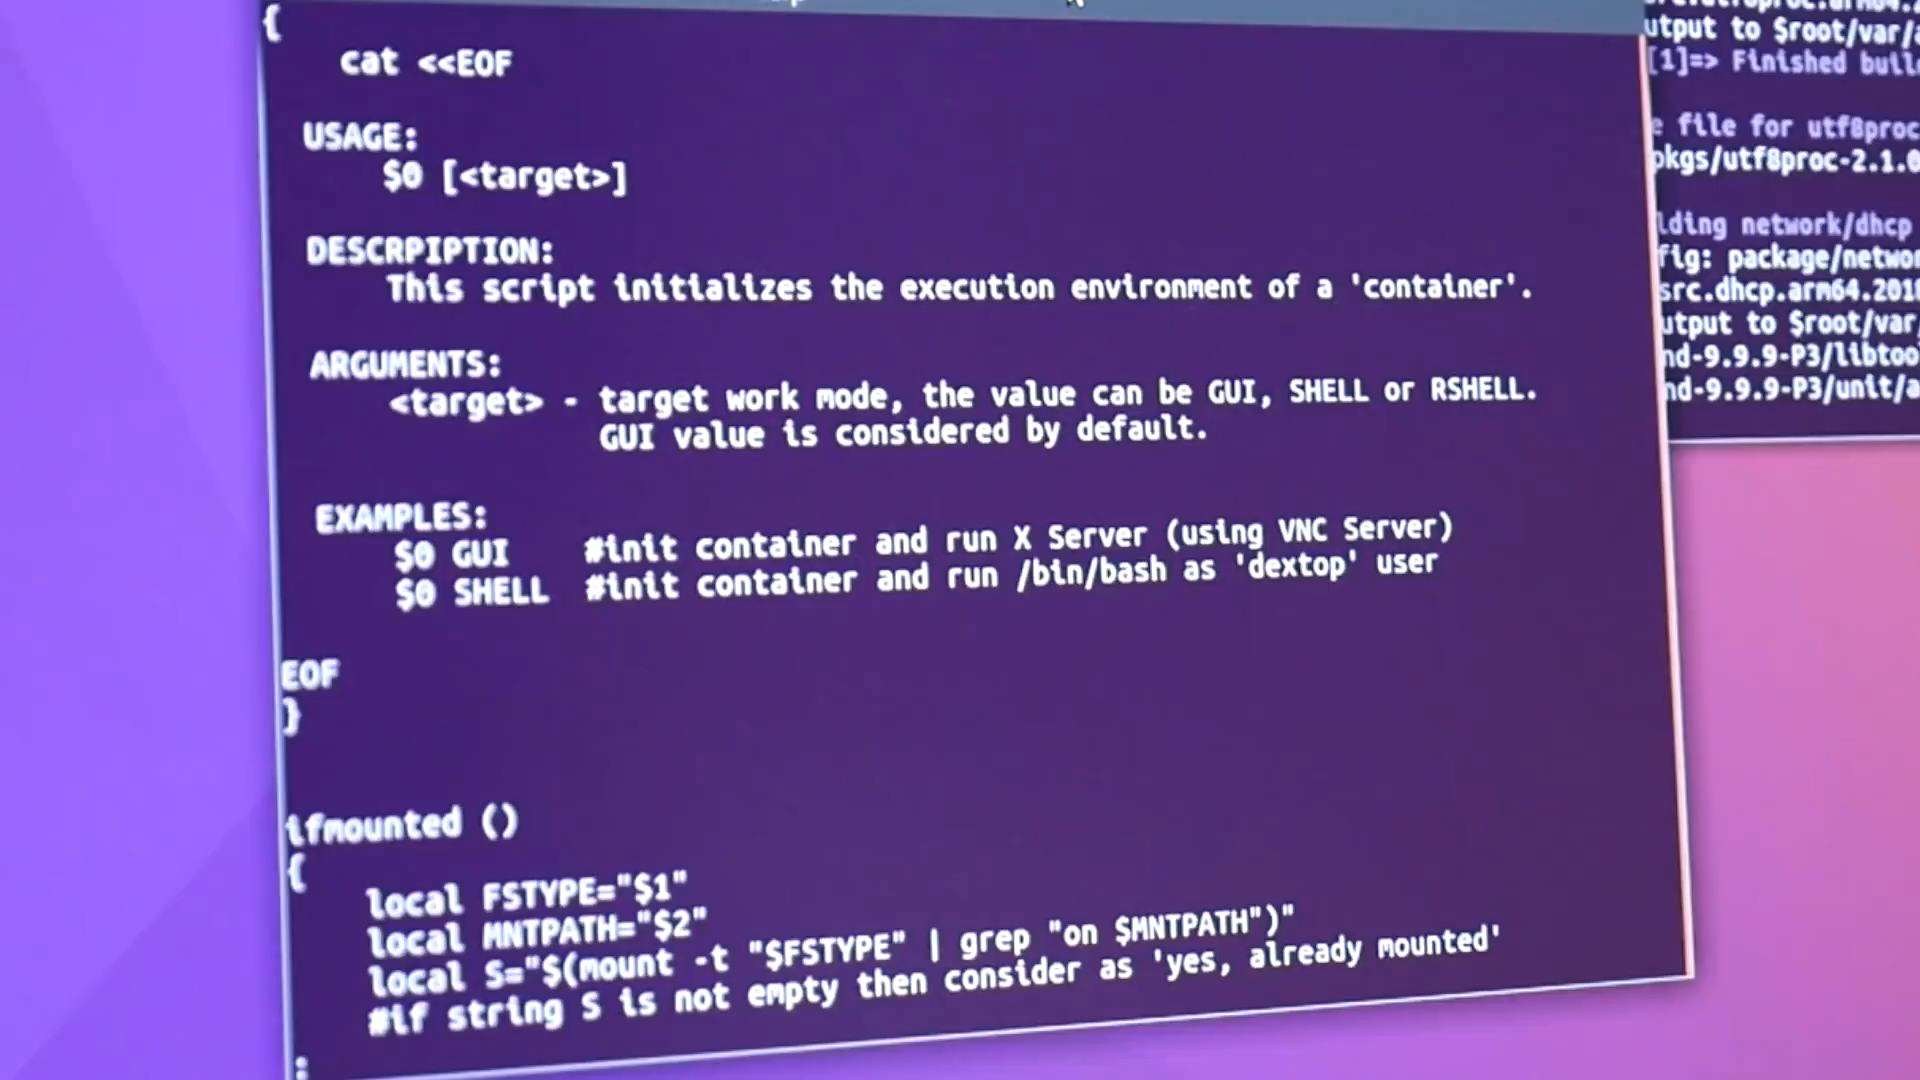 {
cat <<EOF
USAGE:
$0 [<target>]
DESCRPIPTION:
This script initializes the execution environment of a 'container'.
ARGUMENTS:
<target> - target work mode, the value can be GUI, SHELL or RSHELL.
GUI value is considered by default.
EXAMPLES:
$0 GUI #init container and run X Server (using VNC Server)
$0 SHELL #init container and run /bin/bash as 'dextop' user
EOF
}
ifmounted ()
{
local FSTYPE="$1"
local MNTPATH="$2"
local S="$(mount -t "$FSTYPE" | grep "on $MNTPATH")"
#if string S is not empty then consider as 'yes, already mounted'
:
utput to $root/var/
[1]=> Finished buil
e file for utf8proc
pkgs/utf8proc-2.1.0
lding network/dhcp
fig: package/networ
src.dhcp.arm64.2018
utput to $root/var/
nd-9.9.9-P3/libtoo
nd-9.9.9-P3/unit/a